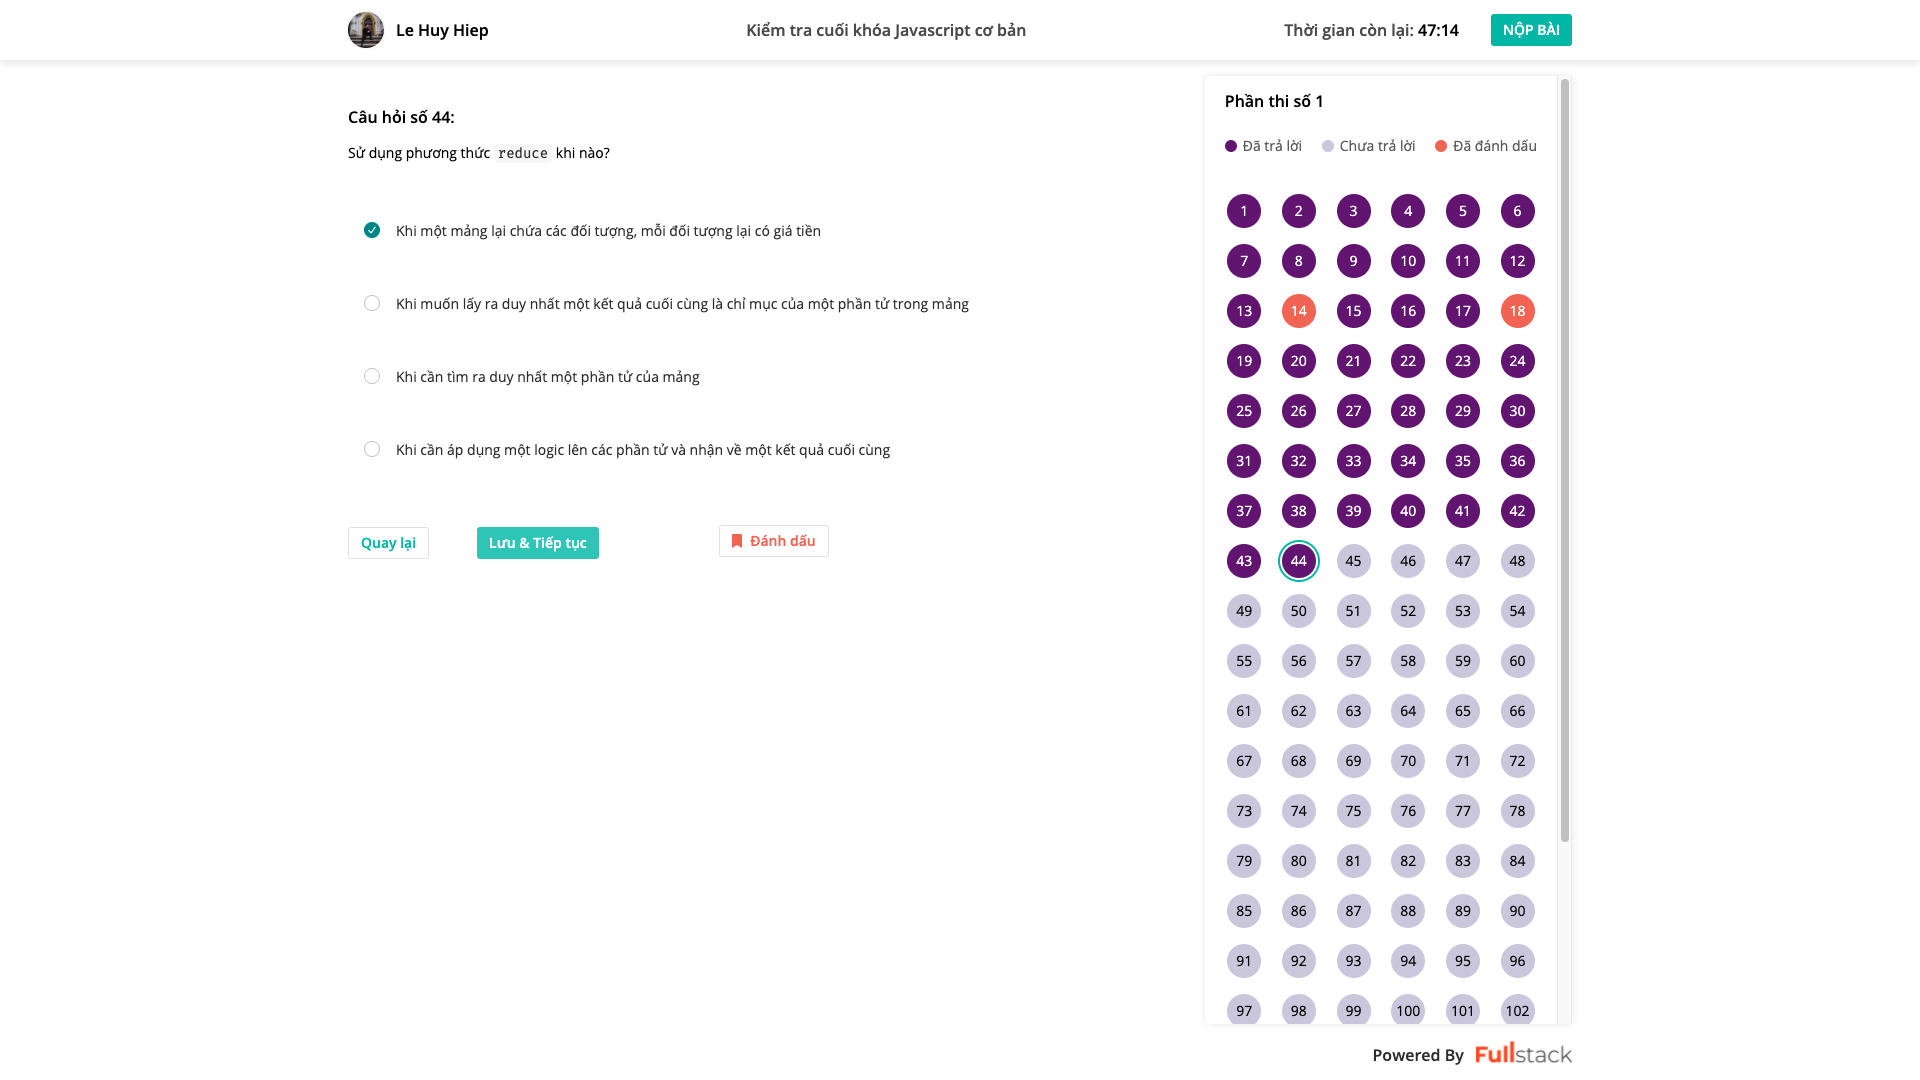 Le Huy Hiep
Kiểm tra cuối khóa Javascript cơ bản
Thời gian còn lại: 47:14
NỘP BÀI
Câu hỏi số 44:
Sử dụng phương thức reduce khi nào?
Khi một mảng lại chứa các đối tượng, mỗi đối tượng lại có giá tiền
Khi muốn lấy ra duy nhất một kết quả cuối cùng là chỉ mục của một phần tử trong mảng
Khi cần tìm ra duy nhất một phần tử của mảng
Khi cần áp dụng một logic lên các phần tử và nhận về một kết quả cuối cùng
Quay lại
Lưu & Tiếp tục
Đánh dấu
Phần thi số 1
Đã trả lời Chưa trả lời Đã đánh dấu
1 2 3 4 5 6
7 8 9 10 11 12
13 14 15 16 17 18
19 20 21 22 23 24
25 26 27 28 29 30
31 32 33 34 35 36
37 38 39 40 41 42
43 44 45 46 47 48
49 50 51 52 53 54
55 56 57 58 59 60
61 62 63 64 65 66
67 68 69 70 71 72
73 74 75 76 77 78
79 80 81 82 83 84
85 86 87 88 89 90
91 92 93 94 95 96
97 98 99 100 101 102
Powered By Fullstack